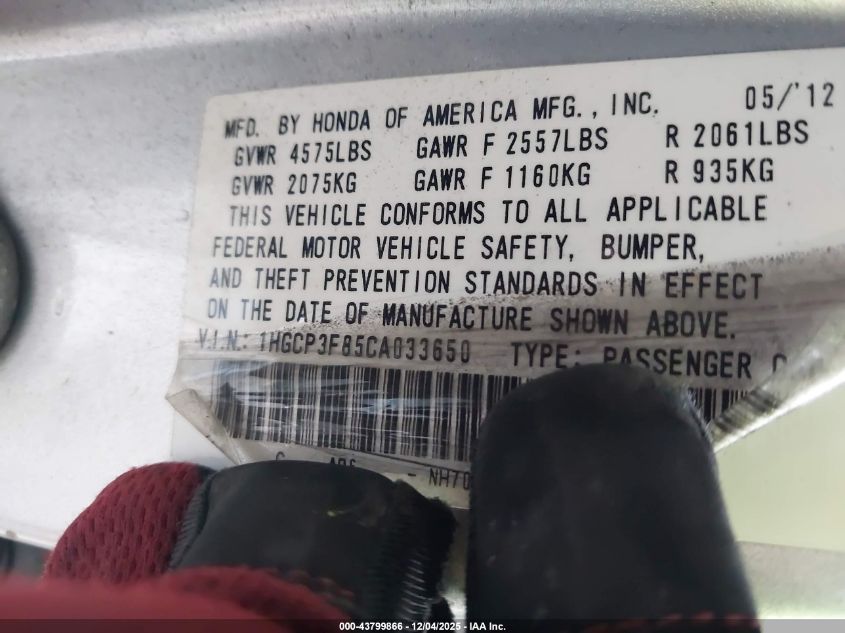 MFD. BY HONDA OF AMERICA MFG., INC. 05/'12
GVWR 4575LBS GAWR F 2557LBS R 2061LBS
GVWR 2075KG GAWR F 1160KG R 935KG
THIS VEHICLE CONFORMS TO ALL APPLICABLE
FEDERAL MOTOR VEHICLE SAFETY, BUMPER,
AND THEFT PREVENTION STANDARDS IN EFFECT
ON THE DATE OF MANUFACTURE SHOWN ABOVE.
V.I.N.: 1HGCP3F85CA033650 TYPE: PASSENGER C
NH70
000-43799866 - 12/04/2025 - IAA Inc.